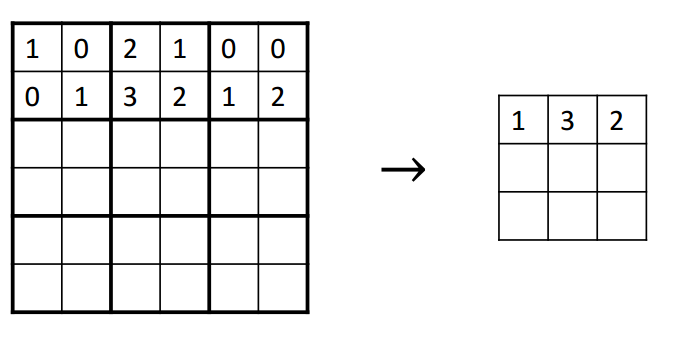 1 0 2 1 0 0
0 1 3 2 1 2
→
1 3 2